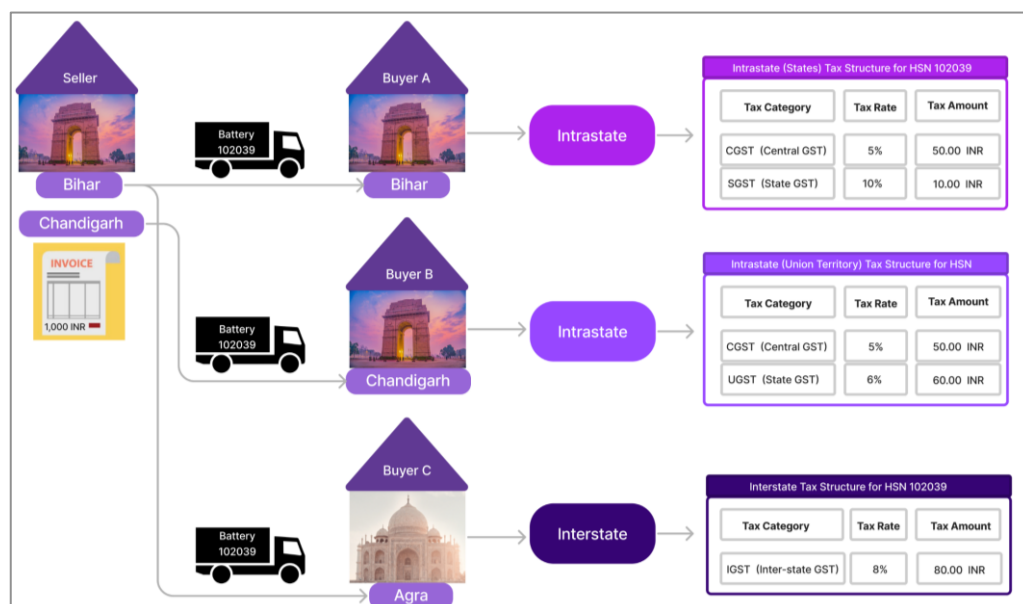 Seller
Bihar
Chandigarh
INVOICE
1,000 INR
Battery
102039
Buyer A
Bihar
Intrastate
Intrastate (States) Tax Structure for HSN 102039
Tax Category Tax Rate Tax Amount
CGST (Central GST) 5% 50.00 INR
SGST (State GST) 10% 10.00 INR
Battery
102039
Buyer B
Chandigarh
Intrastate
Intrastate (Union Territory) Tax Structure for HSN
Tax Category Tax Rate Tax Amount
CGST (Central GST) 5% 50.00 INR
UGST (State GST) 6% 60.00 INR
Battery
102039
Buyer C
Agra
Interstate
Interstate Tax Structure for HSN 102039
Tax Category Tax Rate Tax Amount
IGST (Inter-state GST) 8% 80.00 INR